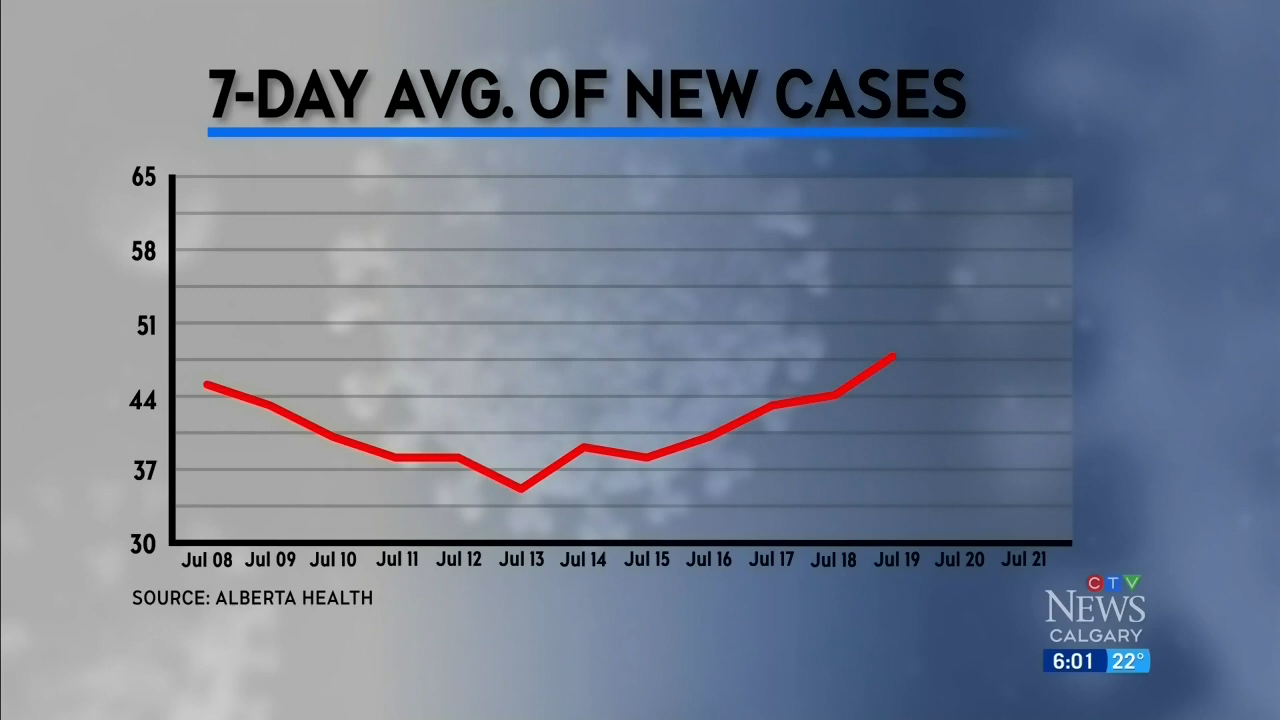 7-DAY AVG. OF NEW CASES
65
58
51
44
37
30
Jul 08 Jul 09 Jul 10 Jul 11 Jul 12 Jul 13 Jul 14 Jul 15 Jul 16 Jul 17 Jul 18 Jul 19 Jul 20 Jul 21
SOURCE: ALBERTA HEALTH
CTV
NEWS
CALGARY
6:01 22°